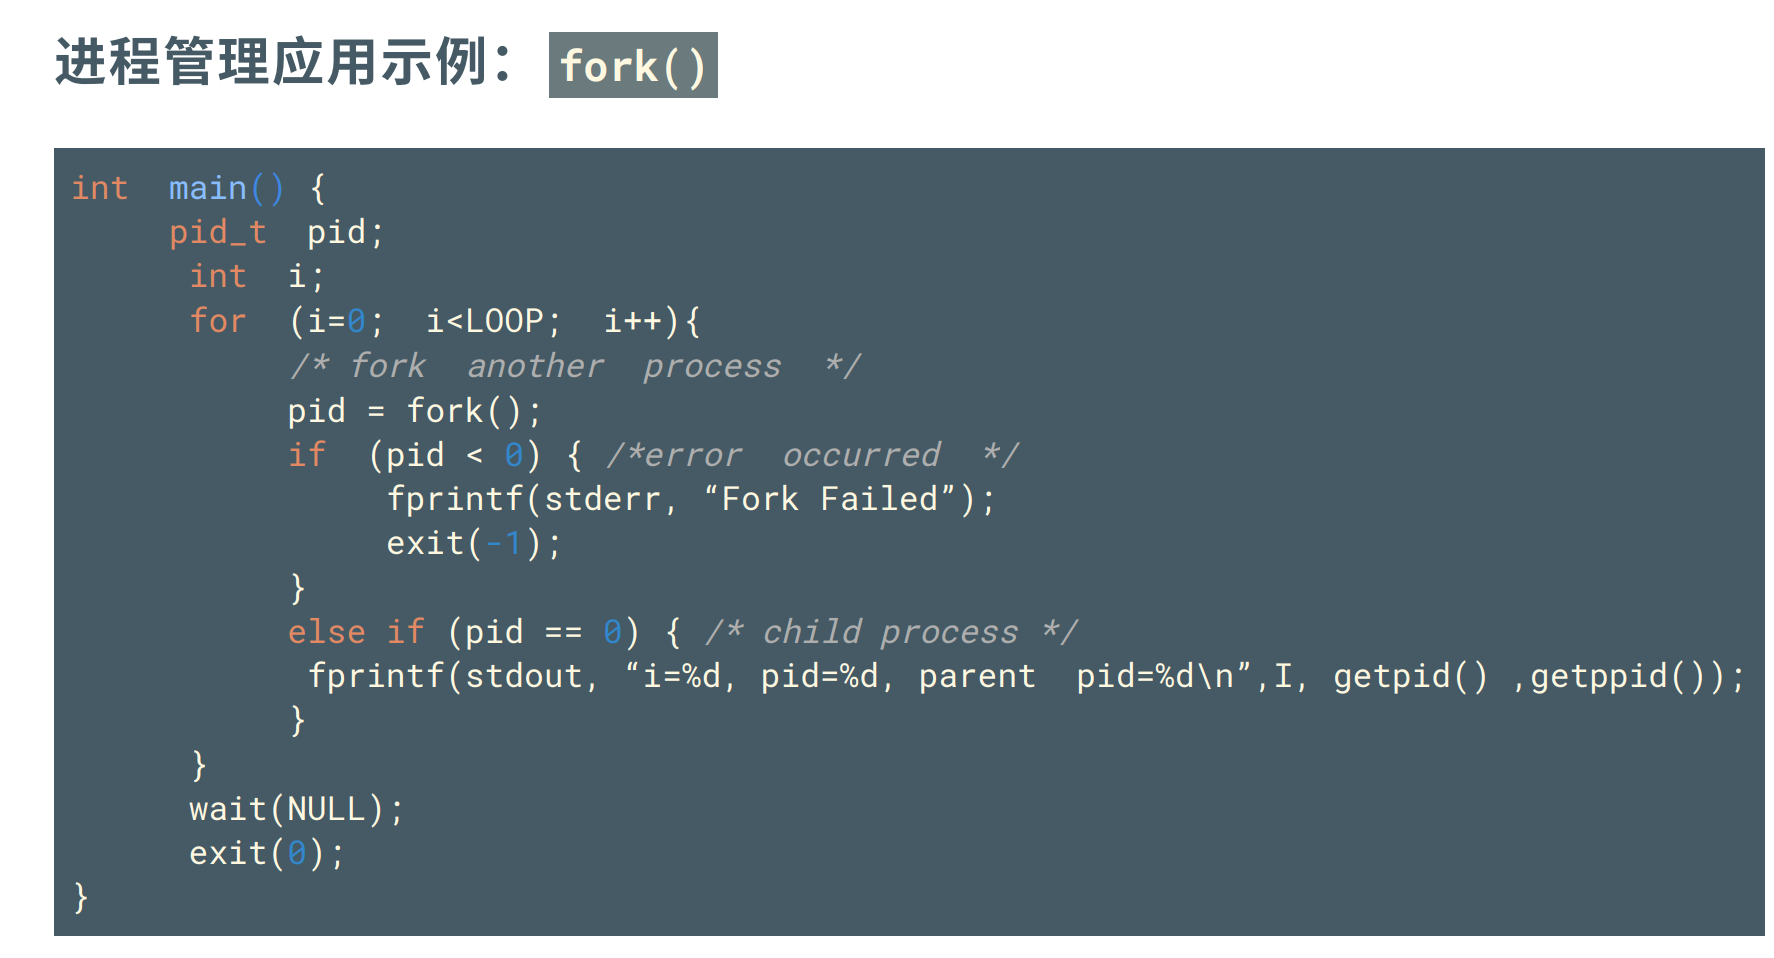 进程管理应用示例： fork()
int  main() {
     pid_t  pid;
      int  i;
      for  (i=0;  i<LOOP;  i++){
           /* fork  another  process  */
           pid = fork();
           if  (pid < 0) { /*error  occurred  */
                fprintf(stderr, “Fork Failed”);
                exit(-1);
           }
           else if (pid == 0) { /* child process */
            fprintf(stdout, “i=%d, pid=%d, parent  pid=%d\n”,I, getpid() ,getppid());
           }
      }
      wait(NULL);
      exit(0);
}